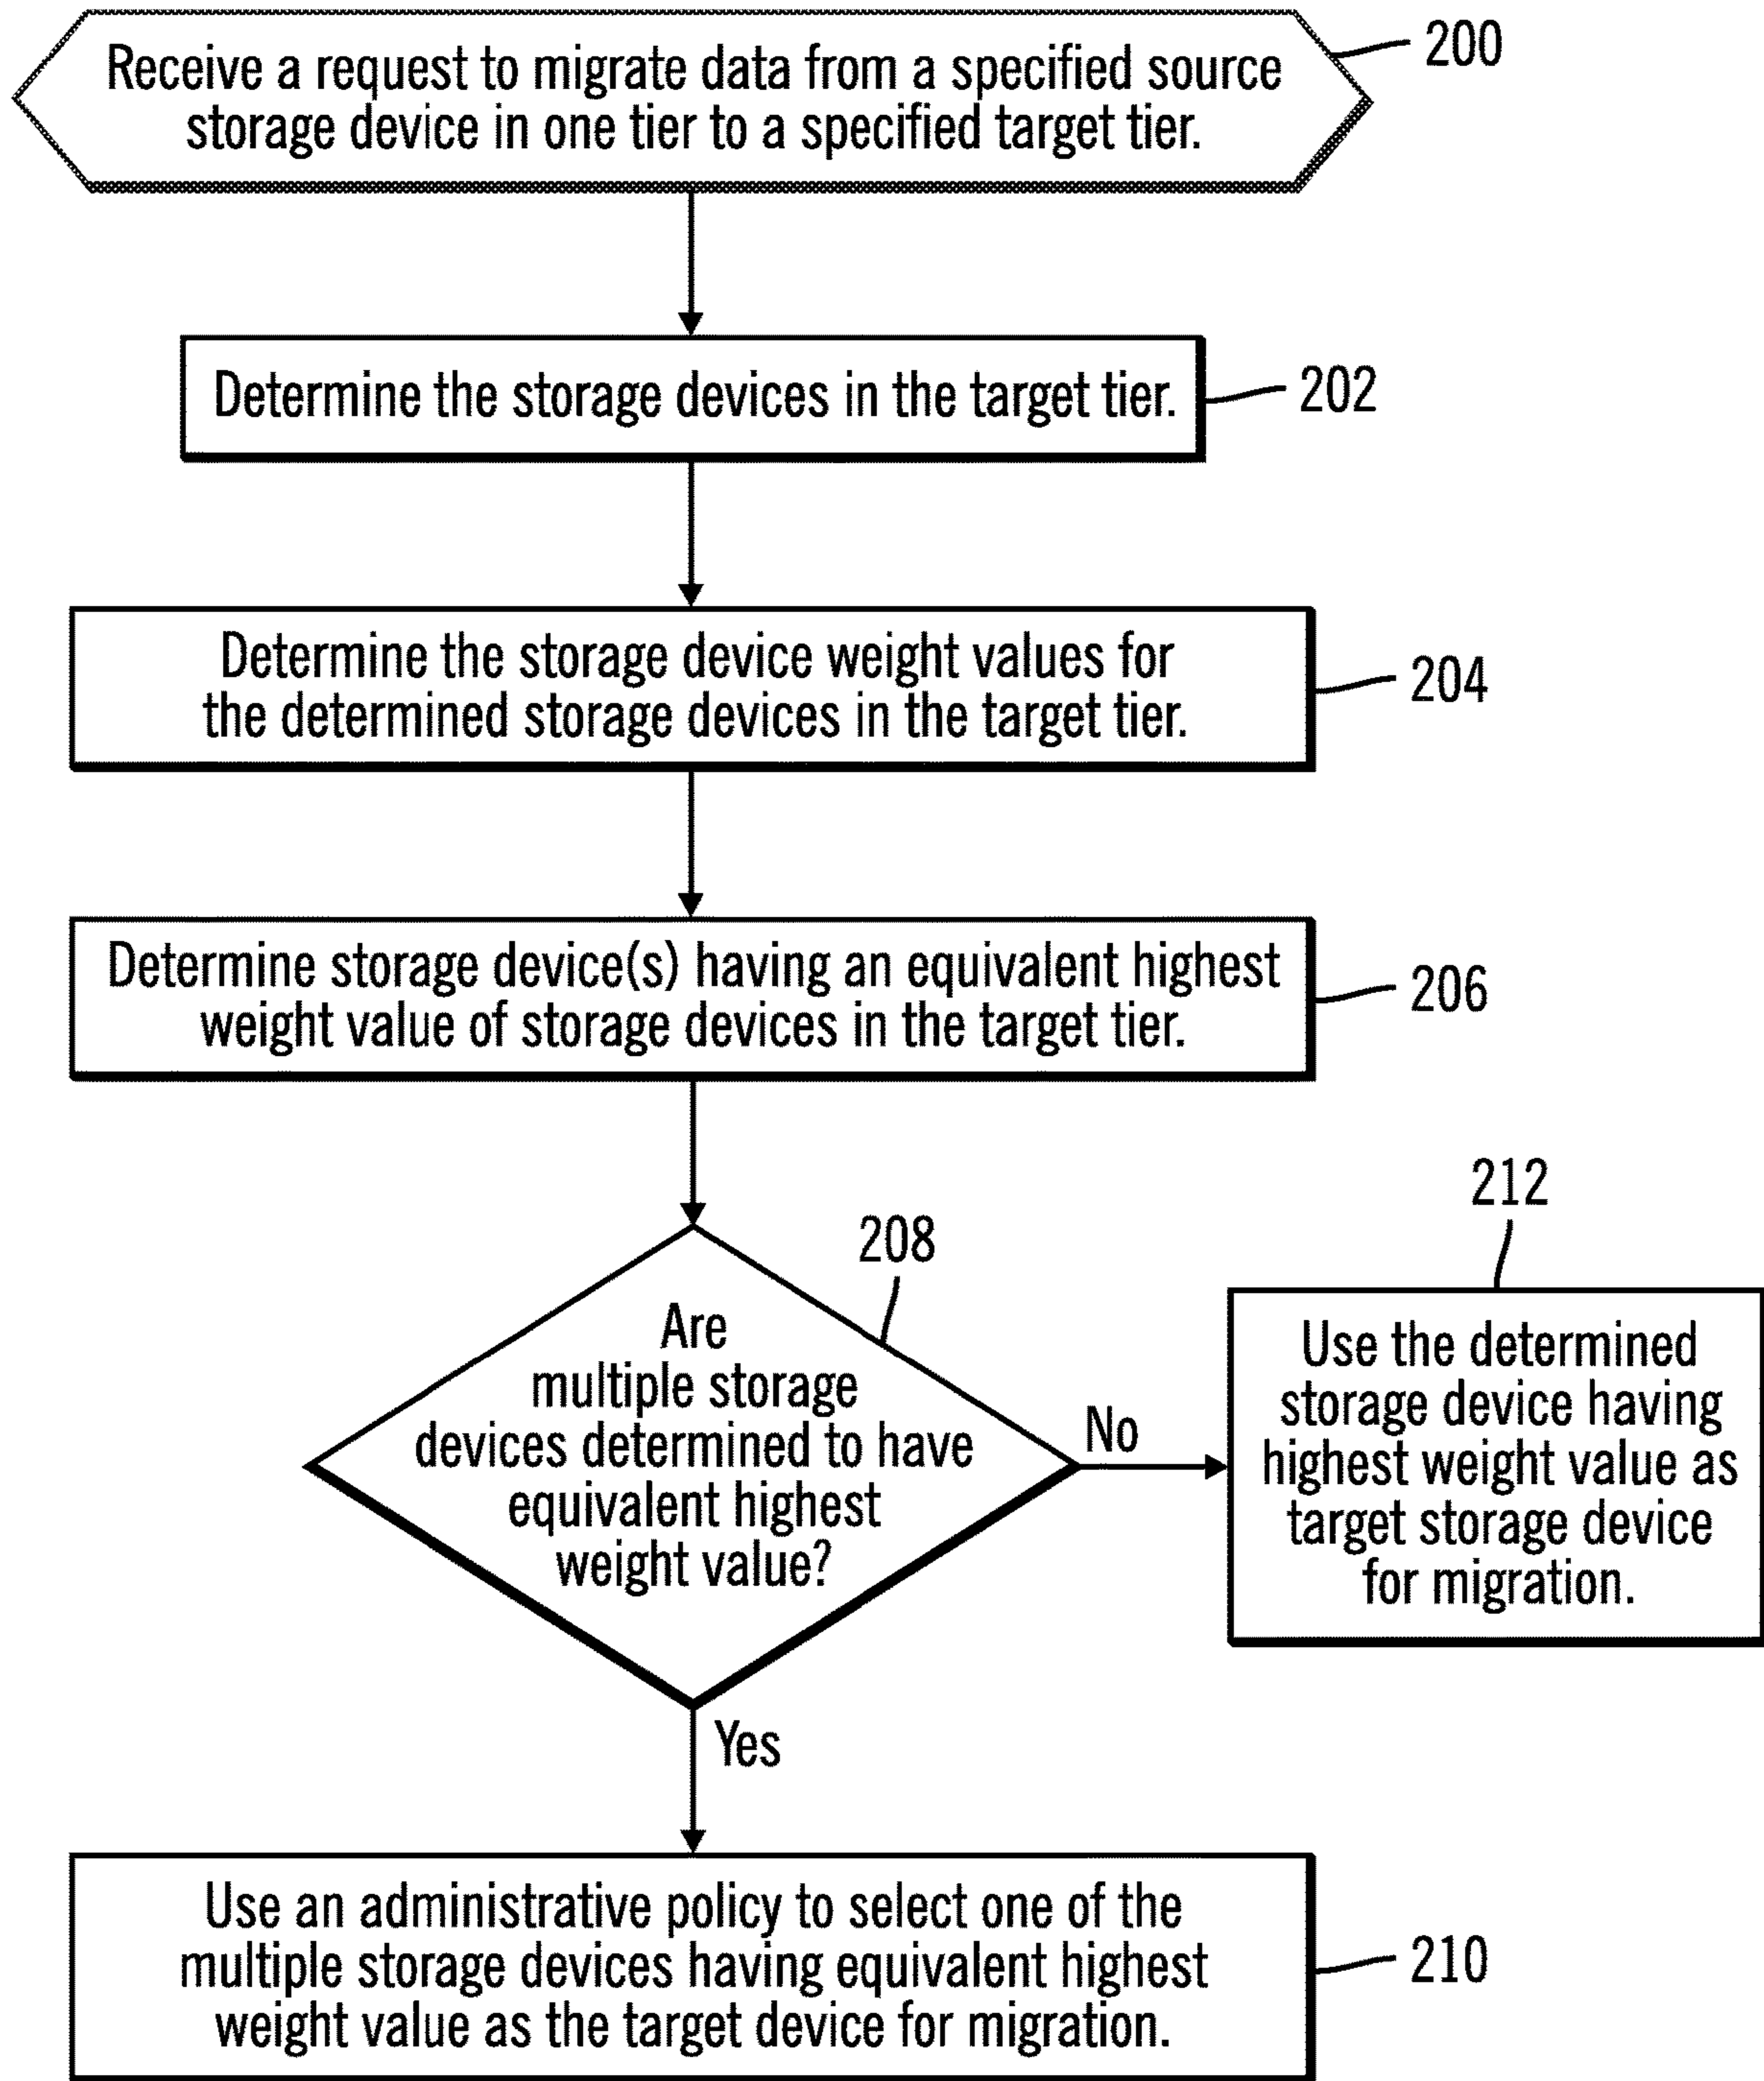 Receive a request to migrate data from a specified source
storage device in one tier to a specified target tier.
200
Determine the storage devices in the target tier.
202
Determine the storage device weight values for
the determined storage devices in the target tier.
204
Determine storage device(s) having an equivalent highest
weight value of storage devices in the target tier.
206
208
Are
multiple storage
devices determined to have
equivalent highest
weight value?
No
212
Use the determined
storage device having
highest weight value as
target storage device
for migration.
Yes
Use an administrative policy to select one of the
multiple storage devices having equivalent highest
weight value as the target device for migration.
210